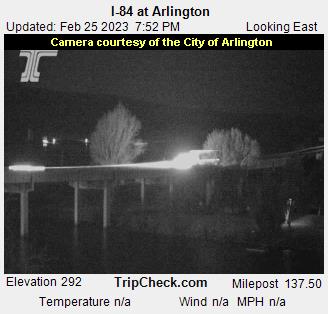 I-84 at Arlington
Updated: Feb 25 2023 7:52 PM Looking East
Camera courtesy of the City of Arlington
Elevation 292 TripCheck.com Milepost 137.50
Temperature n/a Wind n/a MPH n/a